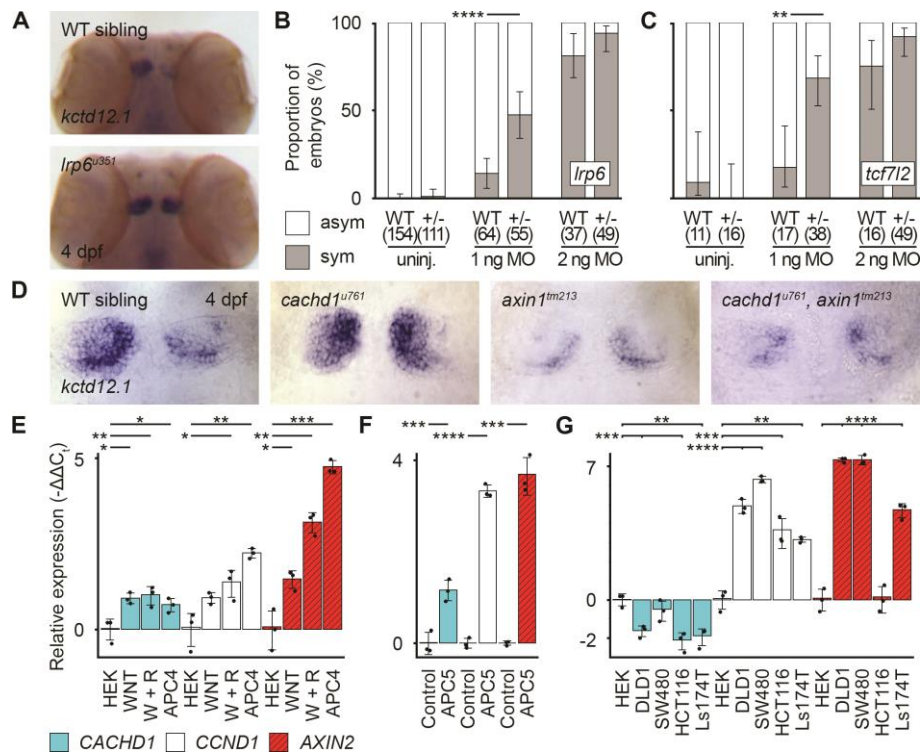 A
WT sibling
kctd12.1
lrp6u351
4 dpf
B
****
Proportion of embryos (%)
100
50
0
lrp6
WT +/- WT +/- WT +/-
(154)(111) (64) (55) (37) (49)
uninj. 1 ng MO 2 ng MO
asym
sym
C
**
tcf7l2
WT +/- WT +/- WT +/-
(11) (16) (17) (38) (16) (49)
uninj. 1 ng MO 2 ng MO
D
WT sibling 4 dpf
kctd12.1
cachd1u761
axin1tm213
cachd1u761, axin1tm213
E
* ** ***
** * **
* *
Relative expression (-ΔΔCt)
5
0
HEK WNT W + R APC4 HEK WNT W + R APC4 HEK WNT W + R APC4
F
*** ***
****
4
0
Control APC5 Control APC5 Control APC5
G
** ** ****
*** ***
****
7
0
-2
HEK DLD1 SW480 HCT116 Ls174T HEK DLD1 SW480 HCT116 Ls174T HEK DLD1 SW480 HCT116 Ls174T
CACHD1 CCND1 AXIN2